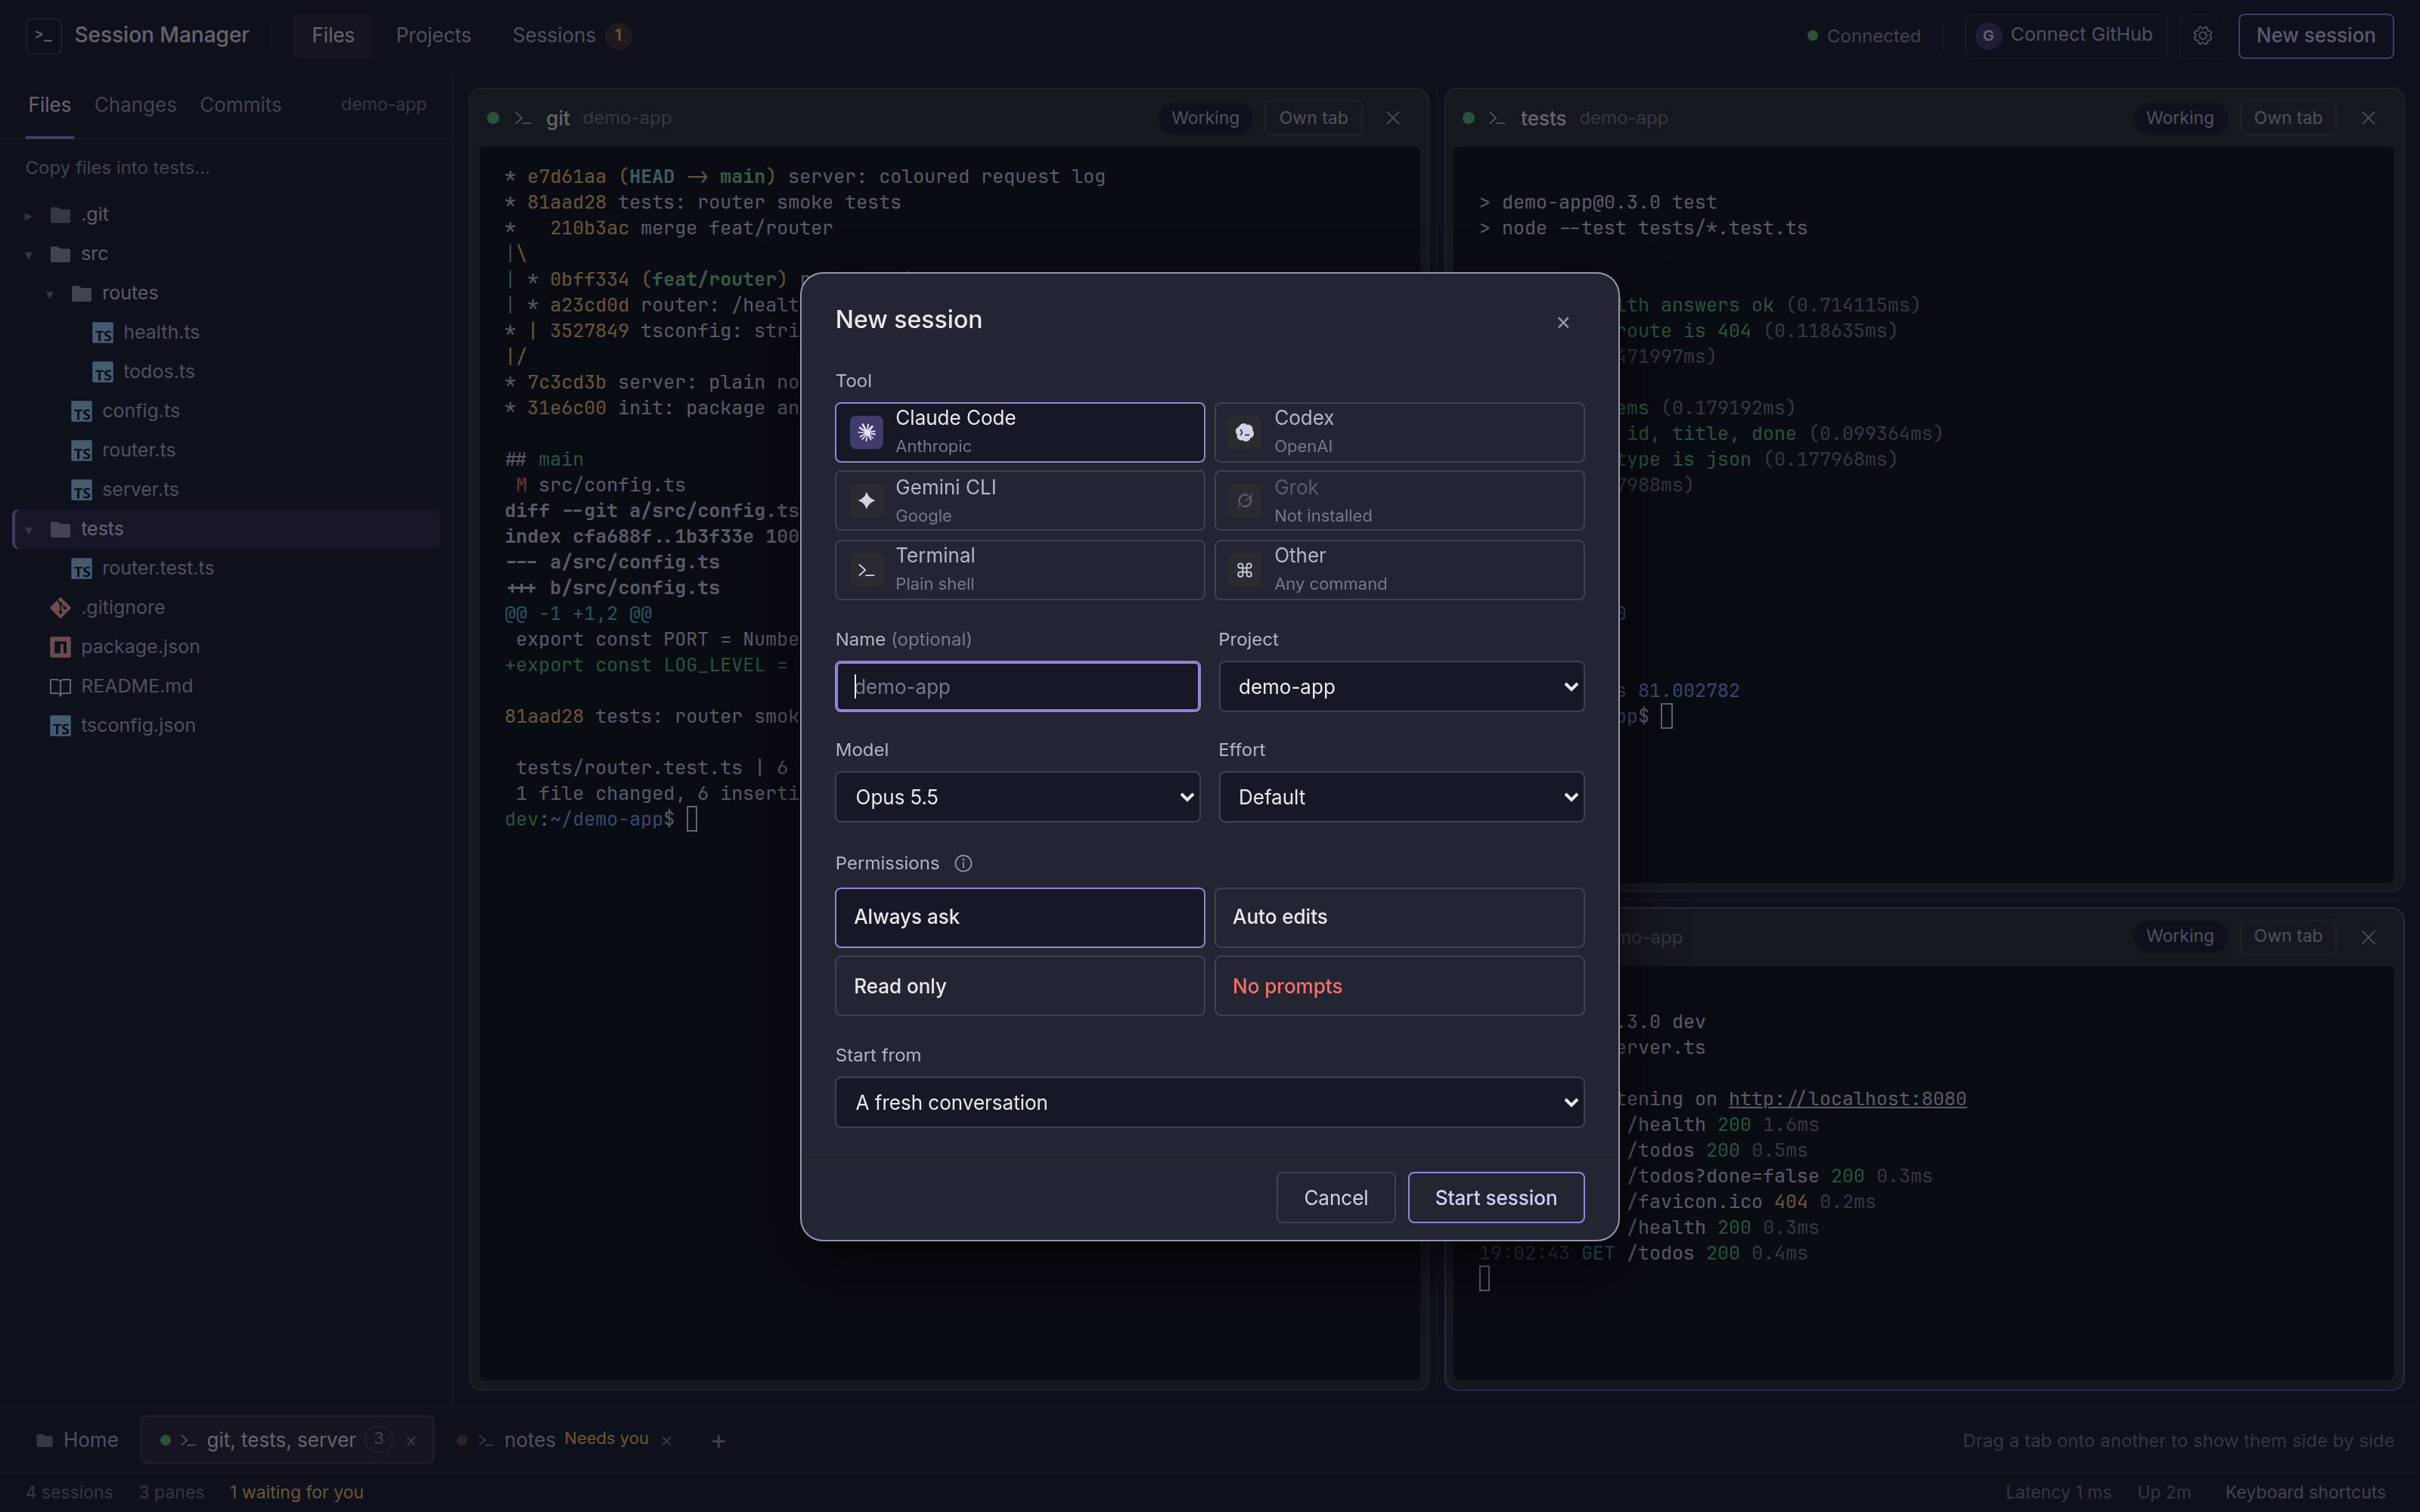 >_ Session Manager Files Projects Sessions 1 Connected G Connect GitHub New session
Files Changes Commits demo-app
Copy files into tests...
.git
src
routes
TS health.ts
TS todos.ts
TS config.ts
TS router.ts
TS server.ts
tests
TS router.test.ts
.gitignore
package.json
README.md
TS tsconfig.json
git demo-app Working Own tab
* e7d61aa (HEAD -> main) server: coloured request log
* 81aad28 tests: router smoke tests
*   210b3ac merge feat/router
|\
| * 0bff334 (feat/router)
| * a23cd0d router: /healt
* | 3527849 tsconfig: stri
|/
* 7c3cd3b server: plain no
* 31e6c00 init: package an
## main
M src/config.ts
diff --git a/src/config.ts
index cfa688f..1b3f33e 100
--- a/src/config.ts
+++ b/src/config.ts
@@ -1 +1,2 @@
export const PORT = Numbe
+export const LOG_LEVEL =
81aad28 tests: router smok
tests/router.test.ts | 6
1 file changed, 6 inserti
dev:~/demo-app$
tests demo-app Working Own tab
> demo-app@0.3.0 test
> node --test tests/*.test.ts
lth answers ok (0.714115ms)
route is 404 (0.118635ms)
471997ms)
ems (0.179192ms)
id, title, done (0.099364ms)
type is json (0.177968ms)
7988ms)
0
s 81.002782
pp$
mo-app Working Own tab
.3.0 dev
erver.ts
tening on http://localhost:8080
/health 200 1.6ms
/todos 200 0.5ms
/todos?done=false 200 0.3ms
/favicon.ico 404 0.2ms
/health 200 0.3ms
19:02:43 GET /todos 200 0.4ms
New session
Tool
Claude Code
Anthropic
Codex
OpenAI
Gemini CLI
Google
Grok
Not installed
Terminal
Plain shell
Other
Any command
Name (optional)
demo-app
Project
demo-app
Model
Opus 5.5
Effort
Default
Permissions
Always ask
Auto edits
Read only
No prompts
Start from
A fresh conversation
Cancel
Start session
Home git, tests, server 3 × notes Needs you × + Drag a tab onto another to show them side by side
4 sessions 3 panes 1 waiting for you Latency 1 ms Up 2m Keyboard shortcuts